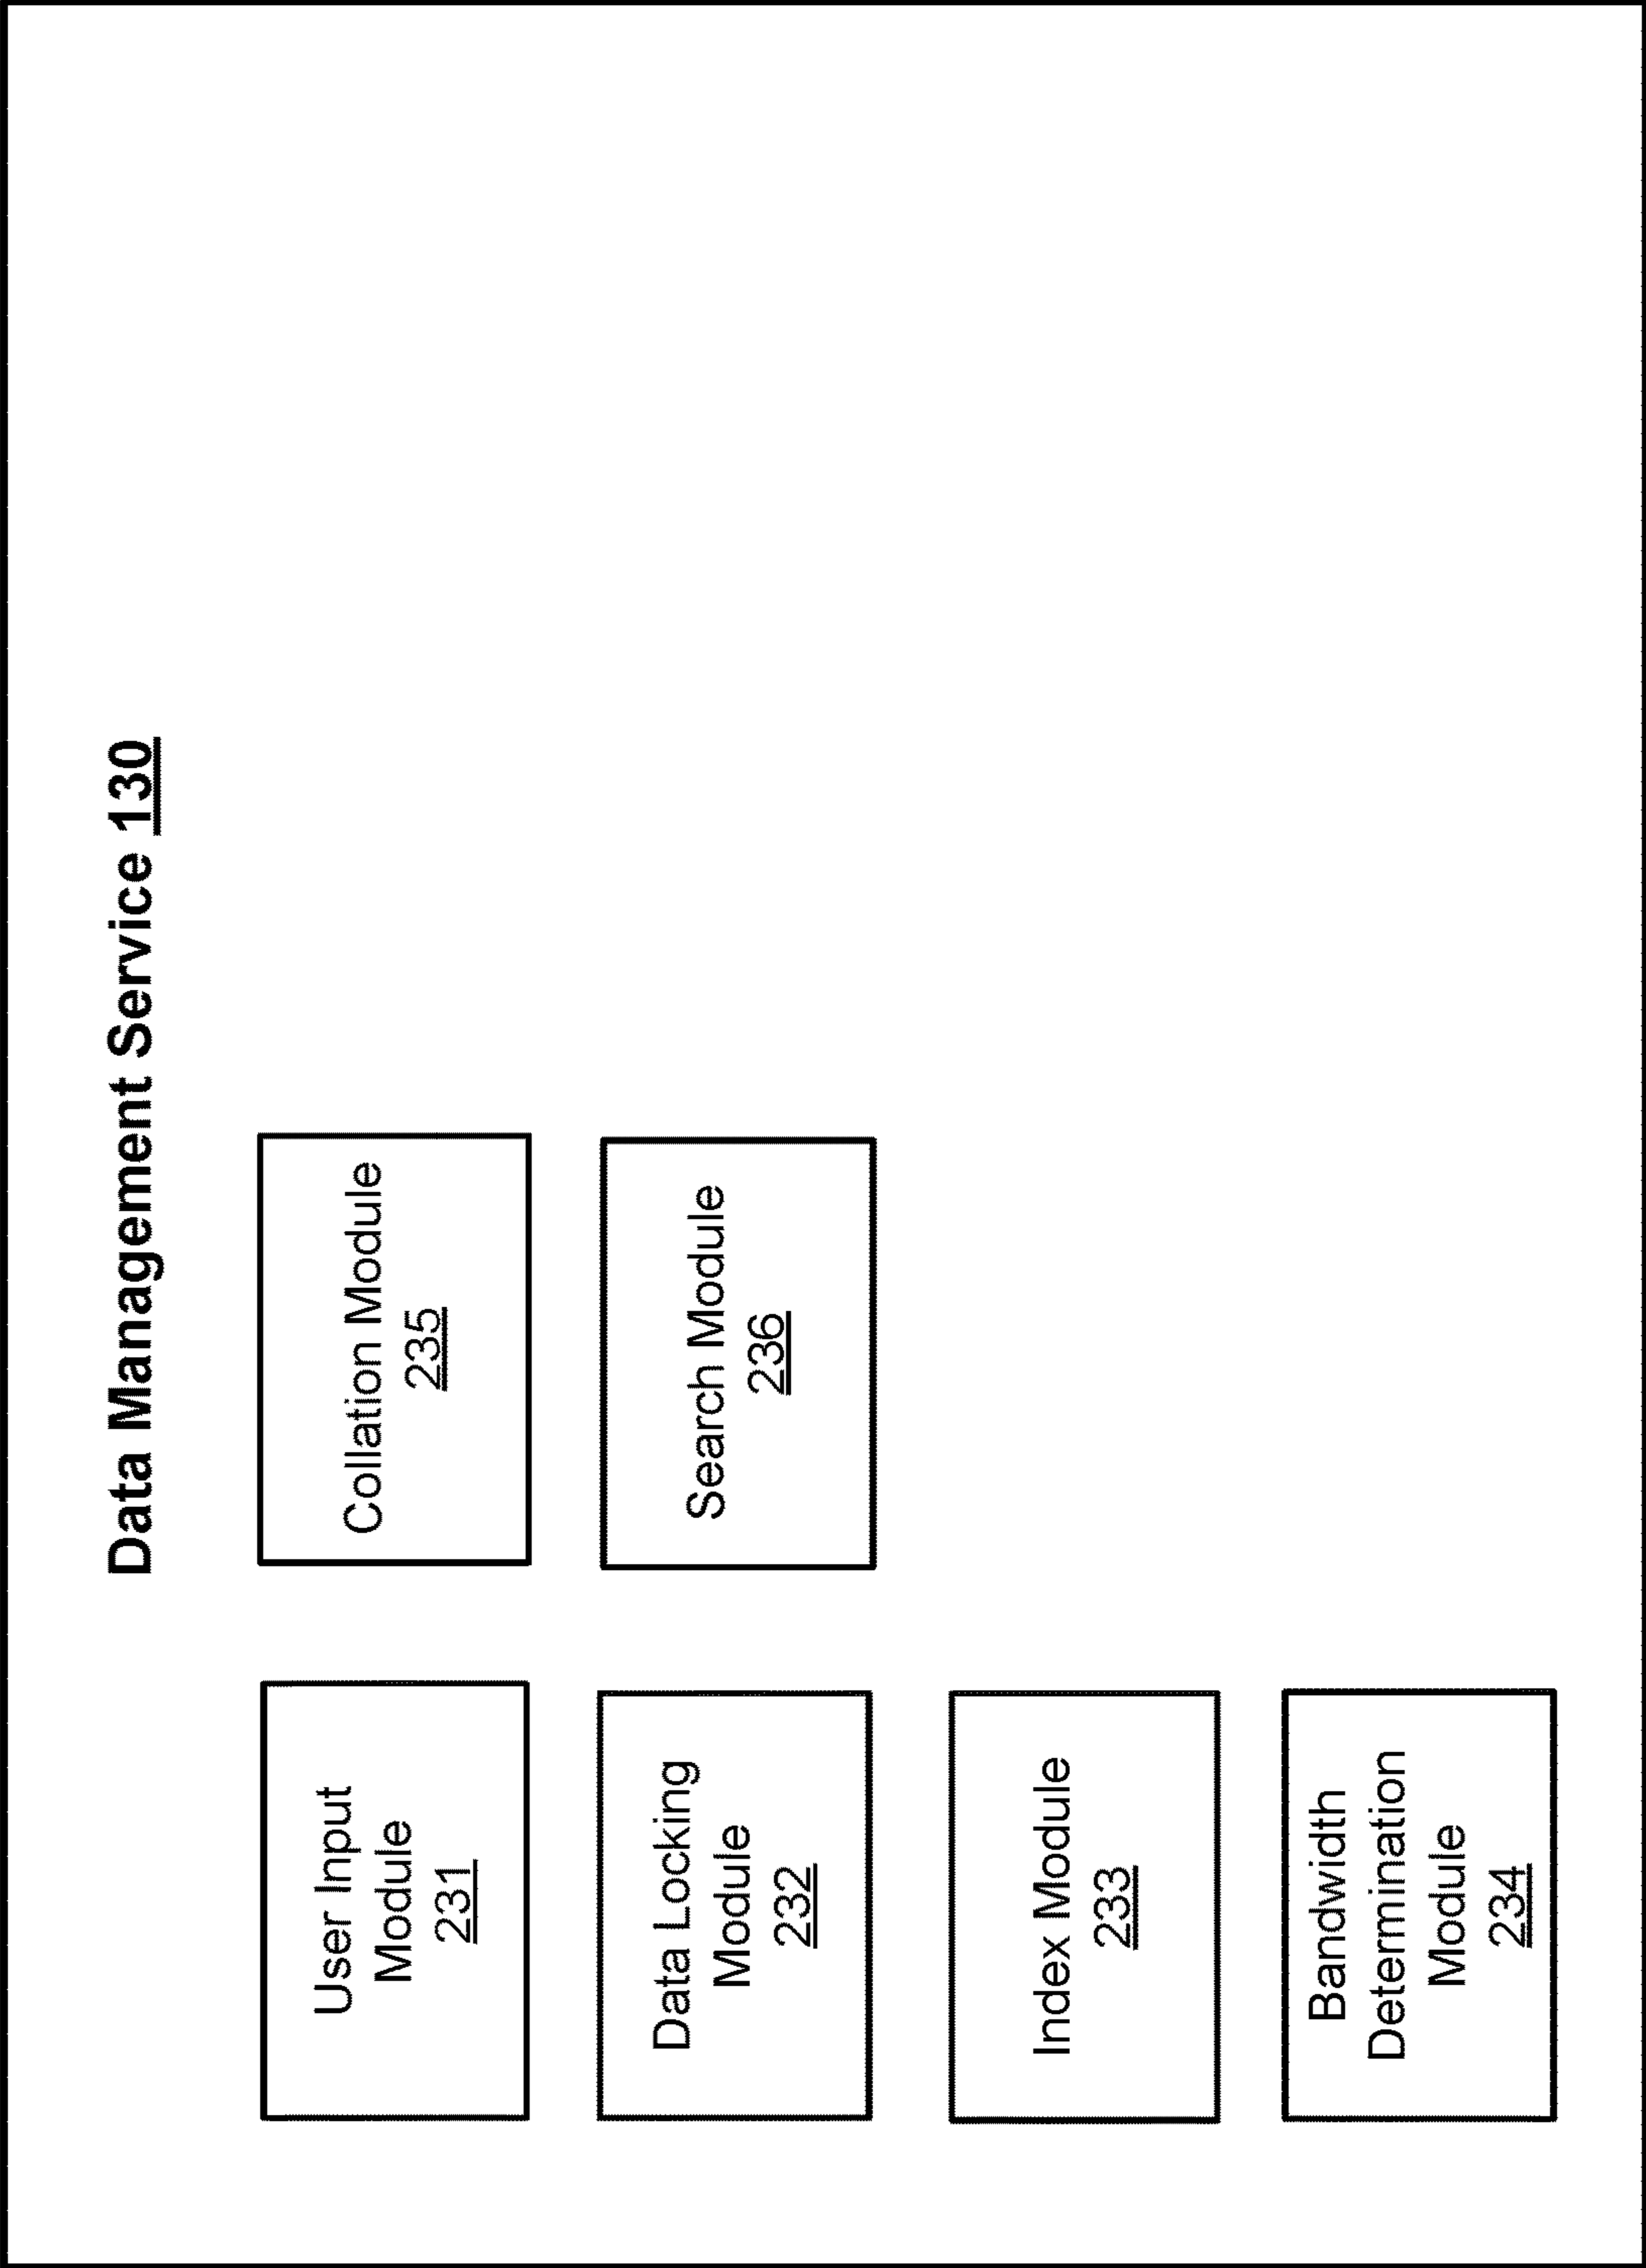 Data Management Service 130
User Input
Module
231
Data Locking
Module
232
Index Module
233
Bandwidth
Determination
Module
234
Collation Module
235
Search Module
236